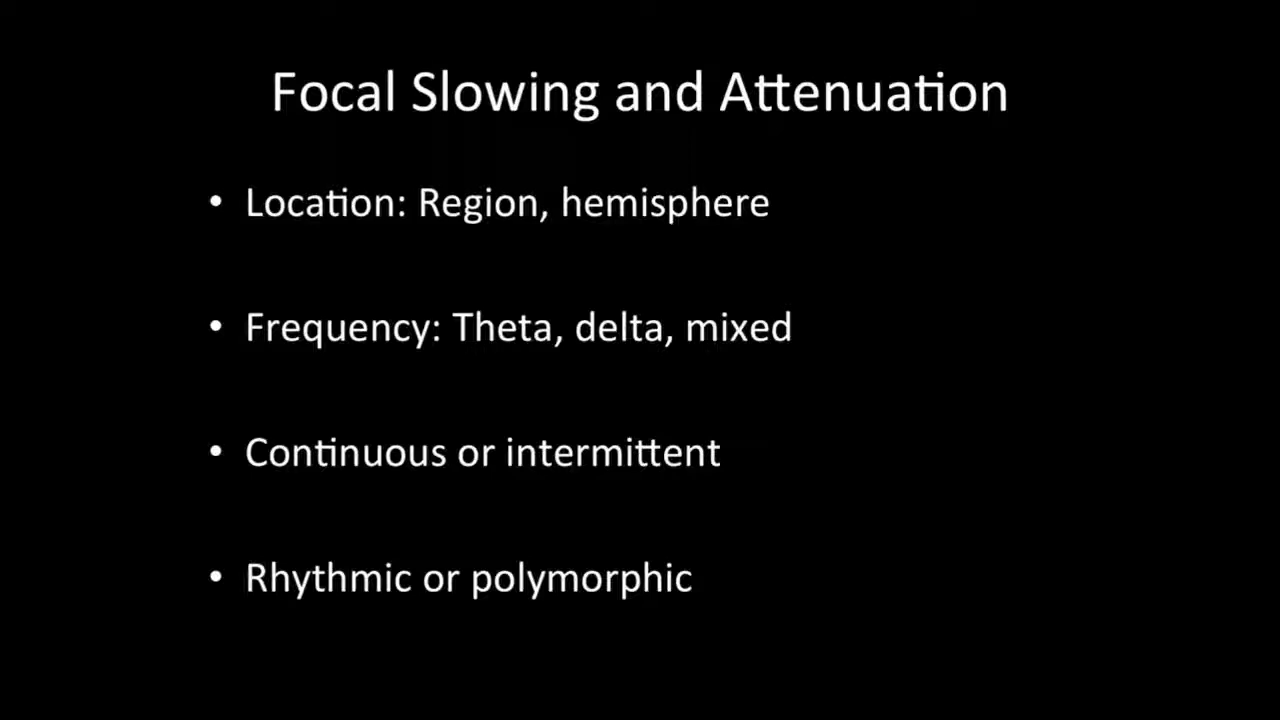 Focal Slowing and Attenuation
• Location: Region, hemisphere
• Frequency: Theta, delta, mixed
• Continuous or intermittent
• Rhythmic or polymorphic